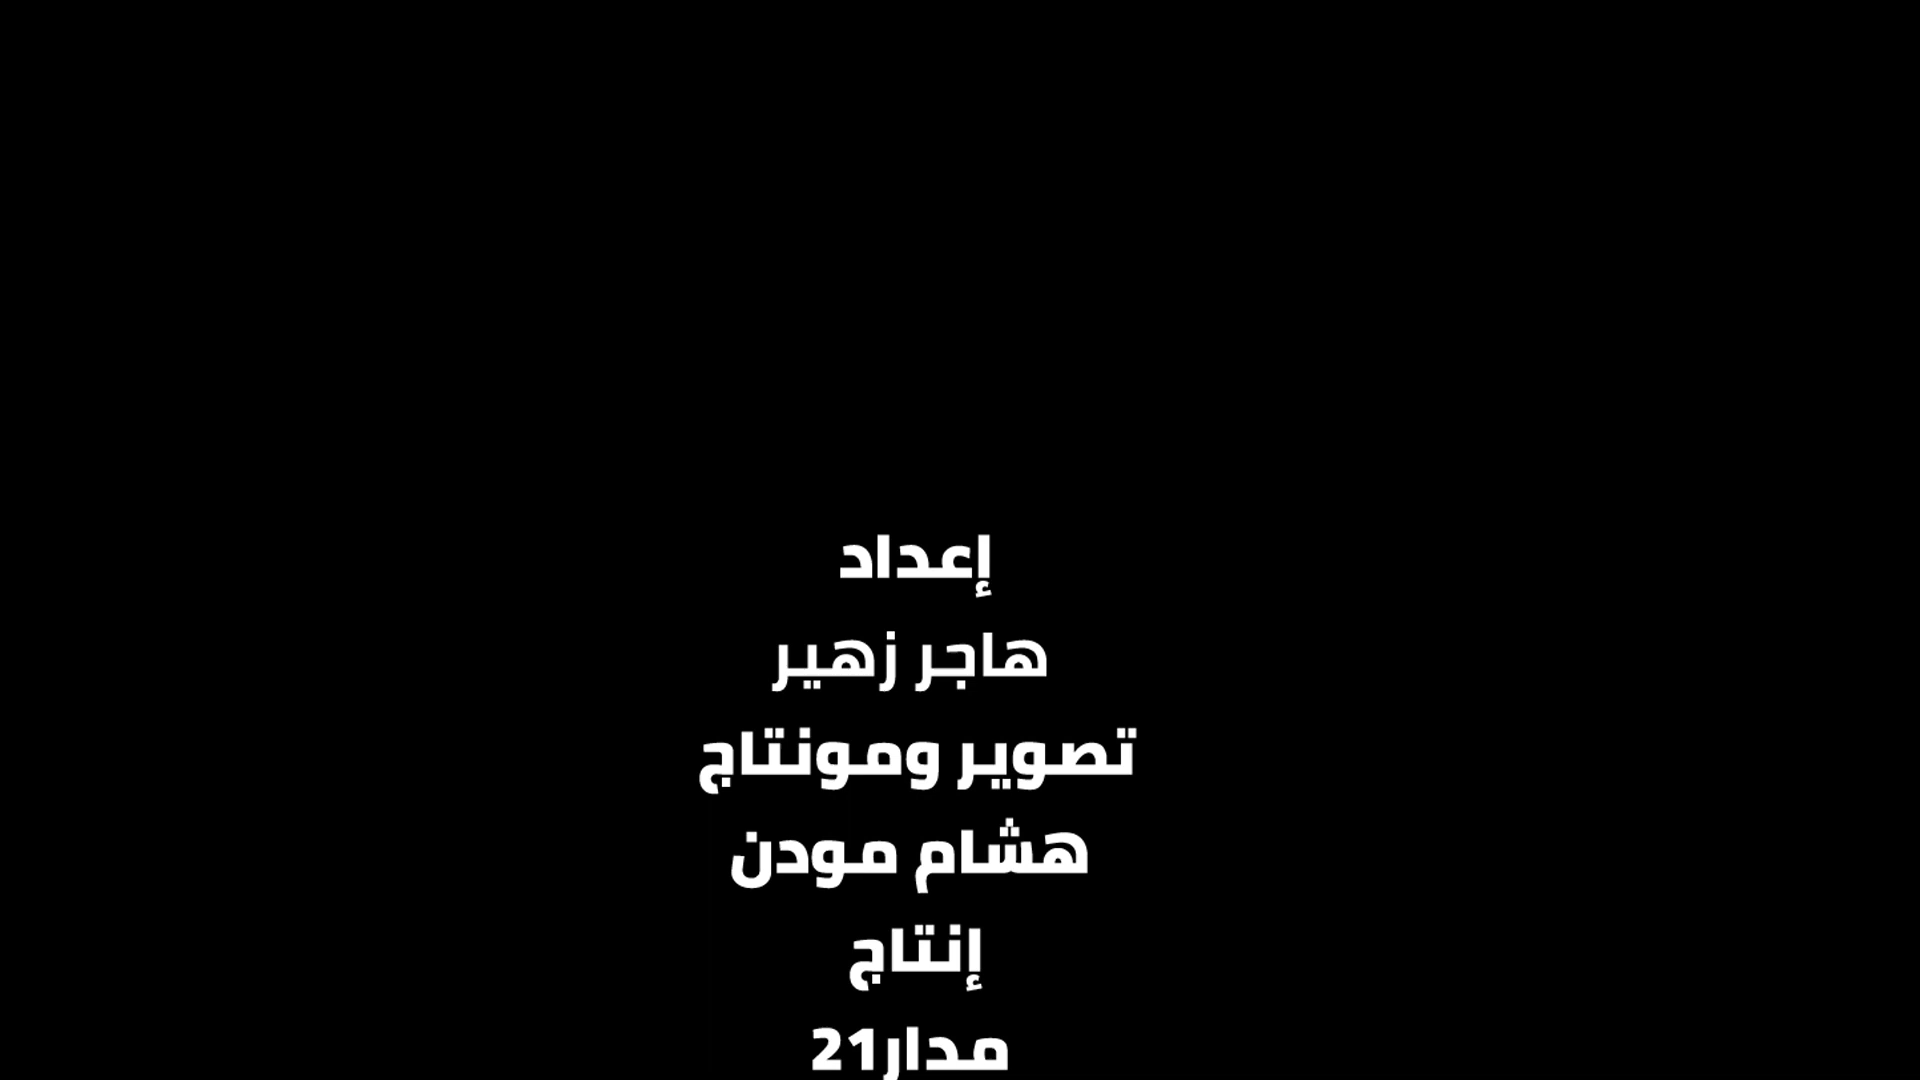 إعداد
هاجر زهير
تصوير ومونتاج
هشام مودن
إنتاج
مدار21